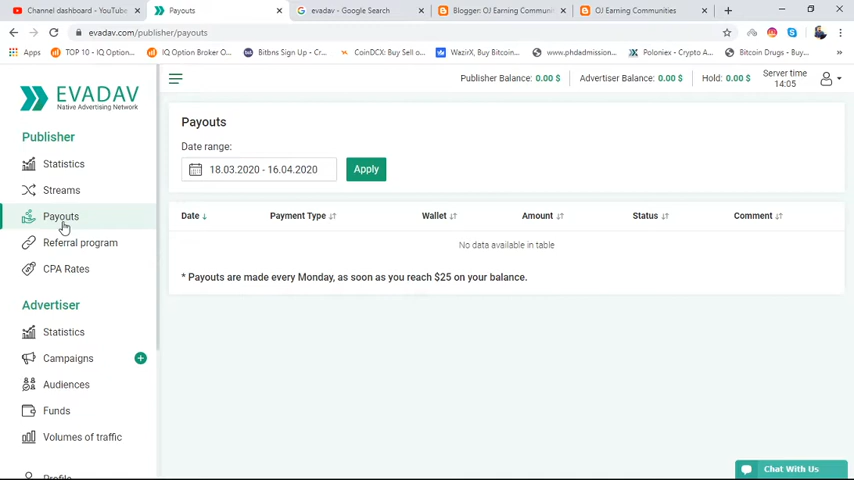 Channel dashboard - YouTube
Payouts
evadav - Google Search
Blogger: OJ Earning Communi
OJ Earning Communities
evadav.com/publisher/payouts
Apps
TOP 10 - IQ Option...
IQ Option Broker O...
Bitbns Sign Up - Cr...
CoinDCX: Buy Sel o...
WazirX, Buy Bitcoin...
www.phdadmission...
Poloniex - Crypto A...
Bitcoin Drugs - Buy...
EVADAV
Native Advertising Network
Publisher Balance: 0.00 $
Advertiser Balance: 0.00 $
Hold: 0.00 $
Server time
14:05
Publisher
Statistics
Streams
Payouts
Referral program
CPA Rates
Advertiser
Statistics
Campaigns
Audiences
Funds
Volumes of traffic
Profile
Payouts
Date range:
18.03.2020 - 16.04.2020
Apply
Date
Payment Type
Wallet
Amount
Status
Comment
No data available in table
* Payouts are made every Monday, as soon as you reach $25 on your balance.
Chat With Us